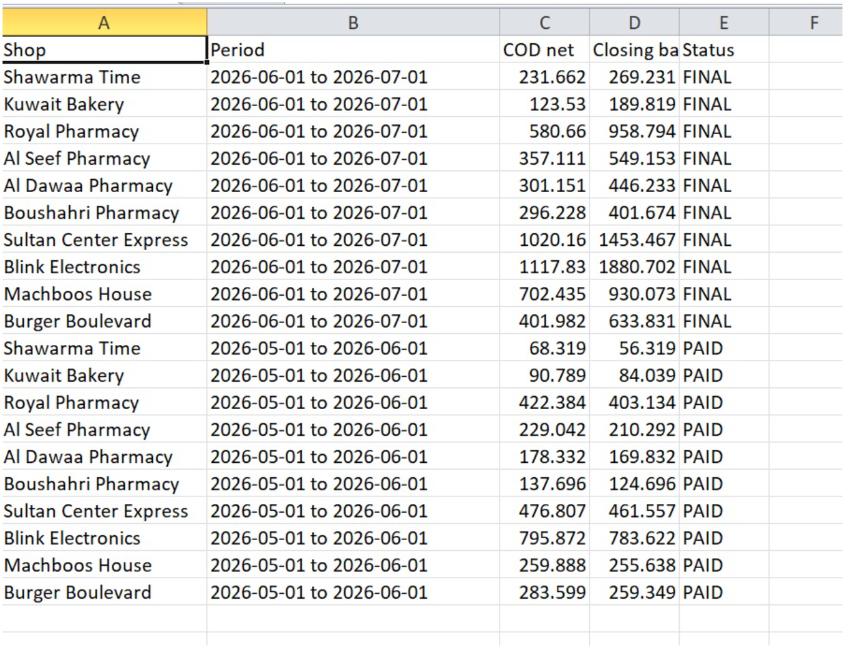 A B C D E F
Shop Period COD net Closing ba Status
Shawarma Time 2026-06-01 to 2026-07-01 231.662 269.231 FINAL
Kuwait Bakery 2026-06-01 to 2026-07-01 123.53 189.819 FINAL
Royal Pharmacy 2026-06-01 to 2026-07-01 580.66 958.794 FINAL
Al Seef Pharmacy 2026-06-01 to 2026-07-01 357.111 549.153 FINAL
Al Dawaa Pharmacy 2026-06-01 to 2026-07-01 301.151 446.233 FINAL
Boushahri Pharmacy 2026-06-01 to 2026-07-01 296.228 401.674 FINAL
Sultan Center Express 2026-06-01 to 2026-07-01 1020.16 1453.467 FINAL
Blink Electronics 2026-06-01 to 2026-07-01 1117.83 1880.702 FINAL
Machboos House 2026-06-01 to 2026-07-01 702.435 930.073 FINAL
Burger Boulevard 2026-06-01 to 2026-07-01 401.982 633.831 FINAL
Shawarma Time 2026-05-01 to 2026-06-01 68.319 56.319 PAID
Kuwait Bakery 2026-05-01 to 2026-06-01 90.789 84.039 PAID
Royal Pharmacy 2026-05-01 to 2026-06-01 422.384 403.134 PAID
Al Seef Pharmacy 2026-05-01 to 2026-06-01 229.042 210.292 PAID
Al Dawaa Pharmacy 2026-05-01 to 2026-06-01 178.332 169.832 PAID
Boushahri Pharmacy 2026-05-01 to 2026-06-01 137.696 124.696 PAID
Sultan Center Express 2026-05-01 to 2026-06-01 476.807 461.557 PAID
Blink Electronics 2026-05-01 to 2026-06-01 795.872 783.622 PAID
Machboos House 2026-05-01 to 2026-06-01 259.888 255.638 PAID
Burger Boulevard 2026-05-01 to 2026-06-01 283.599 259.349 PAID